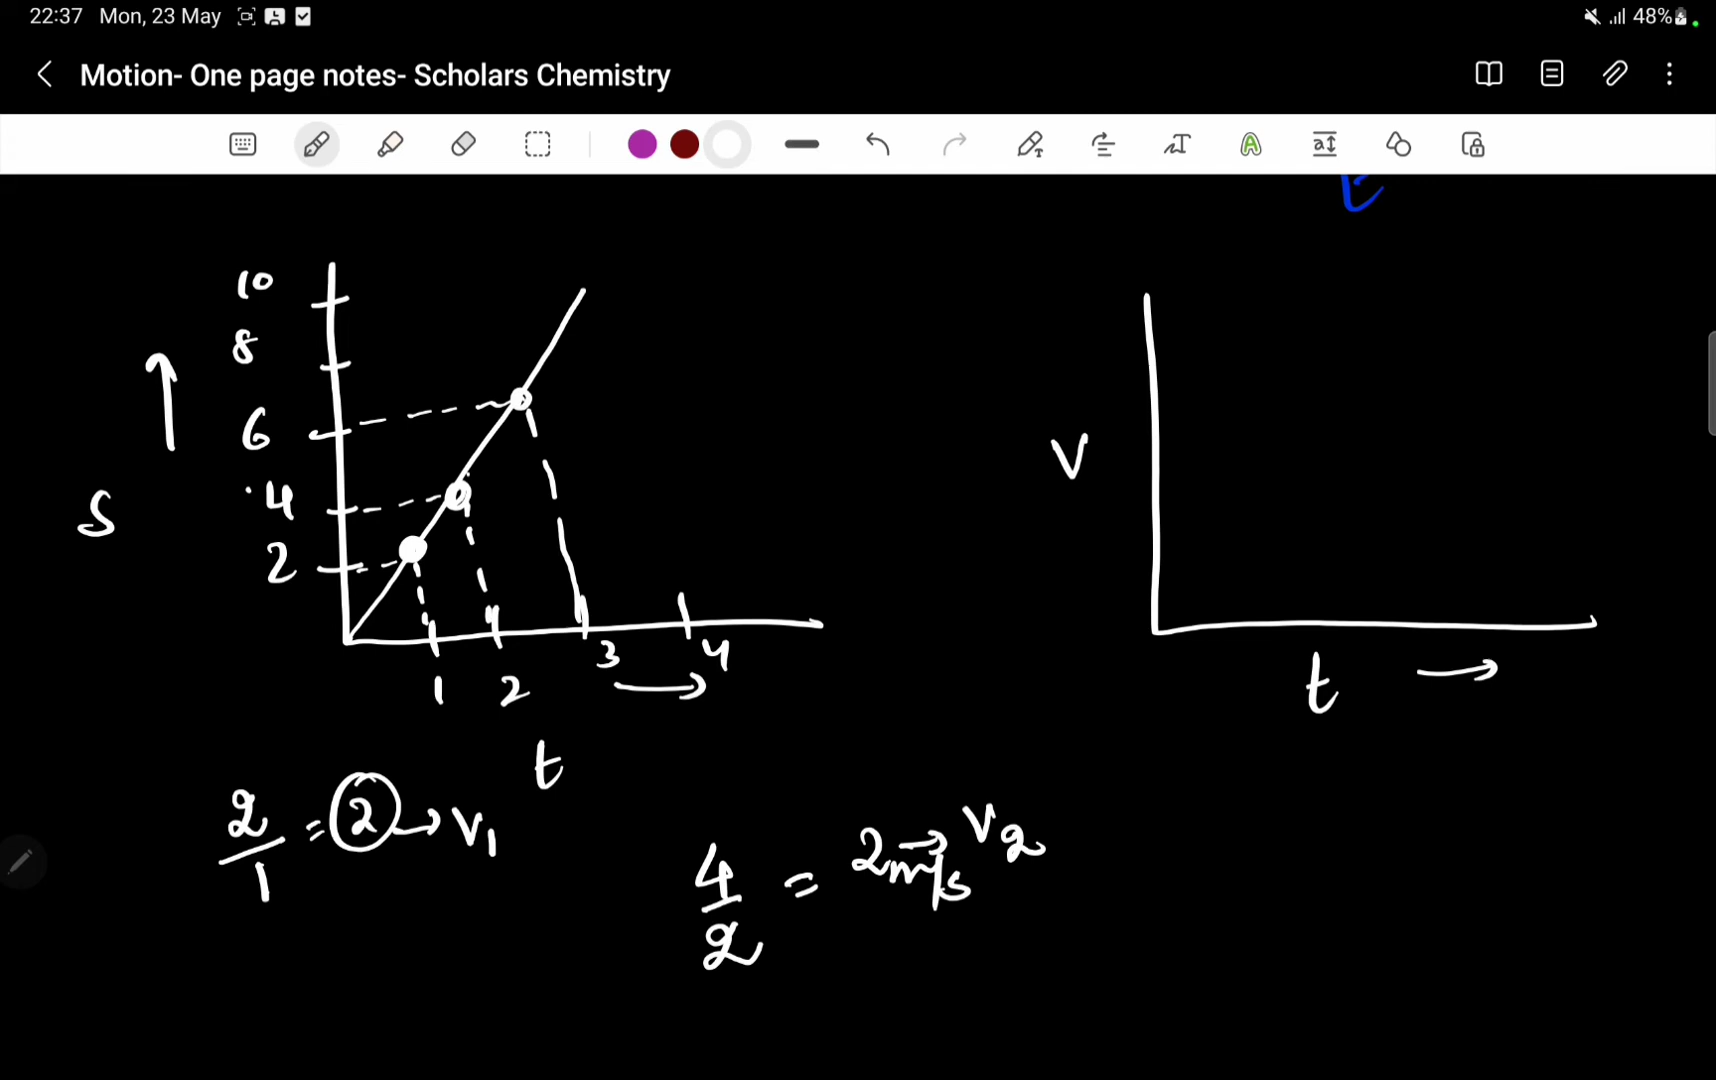 22:37 Mon, 23 May 48%
Motion- One page notes- Scholars Chemistry
t
10
8
6
4
2
S
1 2 3 4
t
V
t
2/1 = 2 → V1
4/2 = 2m/s → V2